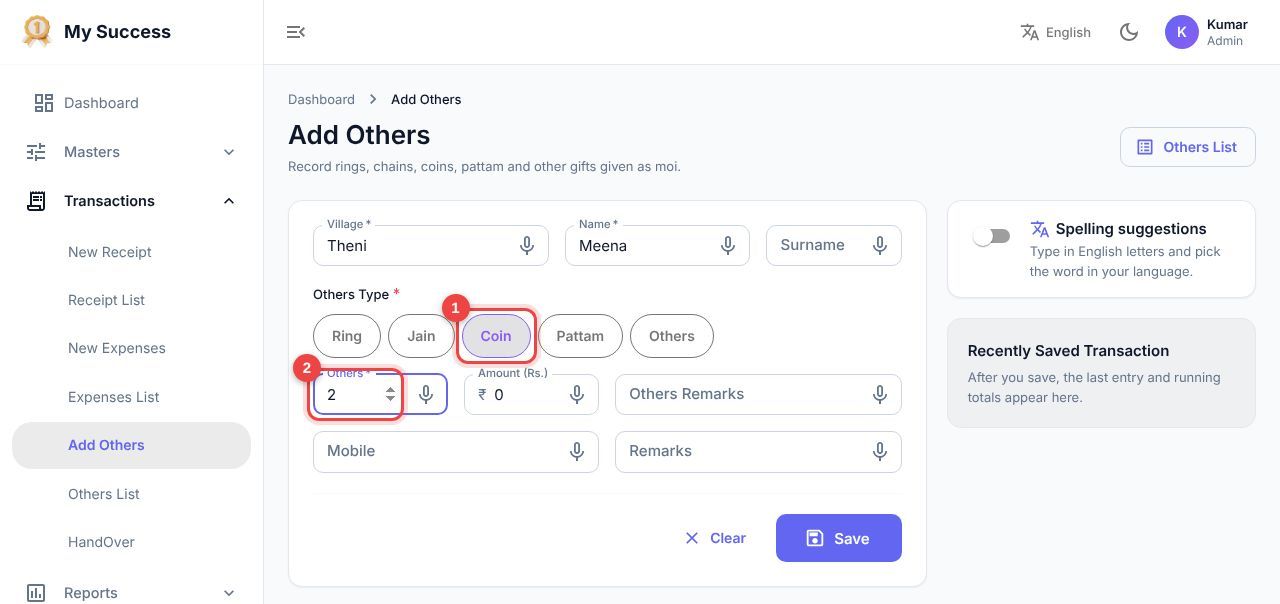 My Success
English
K
Kumar
Admin
Dashboard
Masters
Transactions
New Receipt
Receipt List
New Expenses
Expenses List
Add Others
Others List
HandOver
Reports
Dashboard > Add Others
Add Others
Record rings, chains, coins, pattam and other gifts given as moi.
Others List
Village *
Theni
Name *
Meena
Surname
Others Type *
1
Ring
Jain
Coin
Pattam
Others
2
Others *
2
Amount (Rs.)
₹ 0
Others Remarks
Mobile
Remarks
Clear
Save
Spelling suggestions
Type in English letters and pick
the word in your language.
Recently Saved Transaction
After you save, the last entry and running
totals appear here.